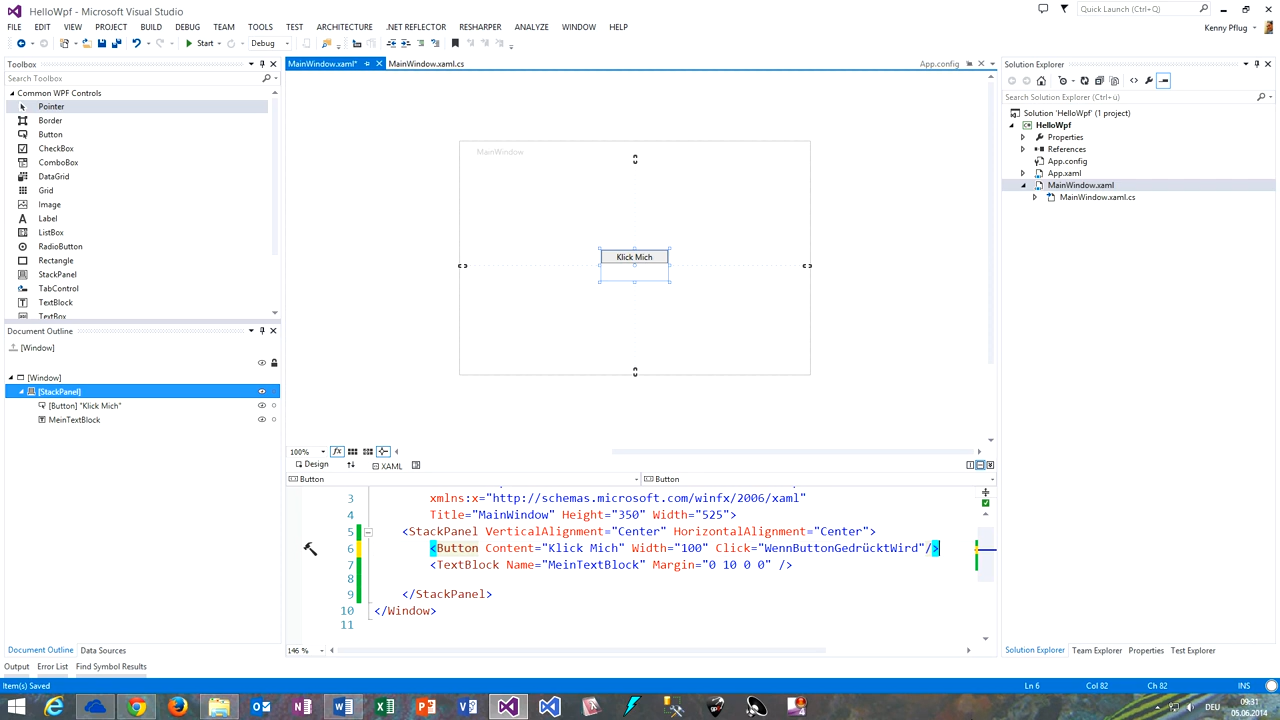 HelloWpf - Microsoft Visual Studio
Quick Launch (Ctrl+Q)
FILE EDIT VIEW PROJECT BUILD DEBUG TEAM TOOLS TEST ARCHITECTURE .NET REFLECTOR RESHARPER ANALYZE WINDOW HELP
Kenny Pflug
Start Debug
Toolbox
Search Toolbox
Common WPF Controls
Pointer
Border
Button
CheckBox
ComboBox
DataGrid
Grid
Image
Label
ListBox
RadioButton
Rectangle
StackPanel
TabControl
TextBlock
TextBox
Document Outline
[Window]
[Window]
[StackPanel]
[Button] "Klick Mich"
MeinTextBlock
Document Outline Data Sources
Output Error List Find Symbol Results
MainWindow.xaml* MainWindow.xaml.cs App.config
MainWindow
Klick Mich
100%
Design XAML
Button Button
3 xmlns:x="http://schemas.microsoft.com/winfx/2006/xaml"
4 Title="MainWindow" Height="350" Width="525">
5 <StackPanel VerticalAlignment="Center" HorizontalAlignment="Center">
6 <Button Content="Klick Mich" Width="100" Click="WennButtonGedrücktWird"/>
7 <TextBlock Name="MeinTextBlock" Margin="0 10 0 0" />
8
9 </StackPanel>
10 </Window>
11
146 %
Solution Explorer
Search Solution Explorer (Ctrl+ü)
Solution 'HelloWpf' (1 project)
HelloWpf
Properties
References
App.config
App.xaml
MainWindow.xaml
MainWindow.xaml.cs
Solution Explorer Team Explorer Properties Test Explorer
Item(s) Saved Ln 6 Col 82 Ch 82 INS
DEU 09:31
05.06.2014